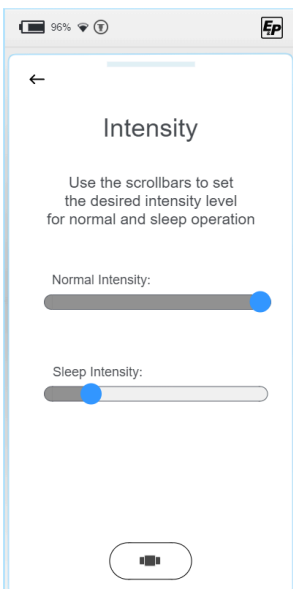 96%
EP
Intensity
Use the scrollbars to set
the desired intensity level
for normal and sleep operation
Normal Intensity:
Sleep Intensity: